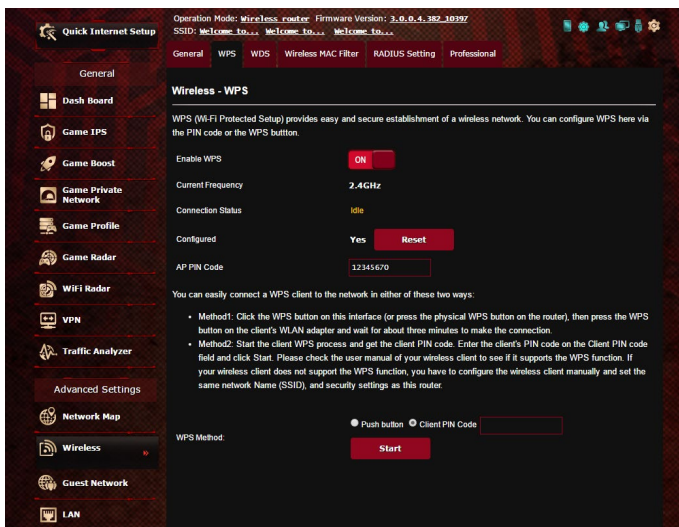 Quick Internet Setup
Operation Mode: Wireless router Firmware Version: 3.0.0.4.382_10397
SSID: Welcome to... Welcome to... Welcome to...
General WPS WDS Wireless MAC Filter RADIUS Setting Professional
General
Dash Board
Game IPS
Game Boost
Game Private
Network
Game Profile
Game Radar
WiFi Radar
VPN
Traffic Analyzer
Advanced Settings
Network Map
Wireless
Guest Network
LAN
Wireless - WPS
WPS (Wi-Fi Protected Setup) provides easy and secure establishment of a wireless network. You can configure WPS here via
the PIN code or the WPS buttton.
Enable WPS ON
Current Frequency 2.4GHz
Connection Status Idle
Configured Yes Reset
AP PIN Code 12345670
You can easily connect a WPS client to the network in either of these two ways:
• Method1: Click the WPS button on this interface (or press the physical WPS button on the router), then press the WPS
button on the client's WLAN adapter and wait for about three minutes to make the connection.
• Method2: Start the client WPS process and get the client PIN code. Enter the client's PIN code on the Client PIN code
field and click Start. Please check the user manual of your wireless client to see if it supports the WPS function. If
your wireless client does not support the WPS function, you have to configure the wireless client manually and set the
same network Name (SSID), and security settings as this router.
WPS Method: Push button Client PIN Code
Start